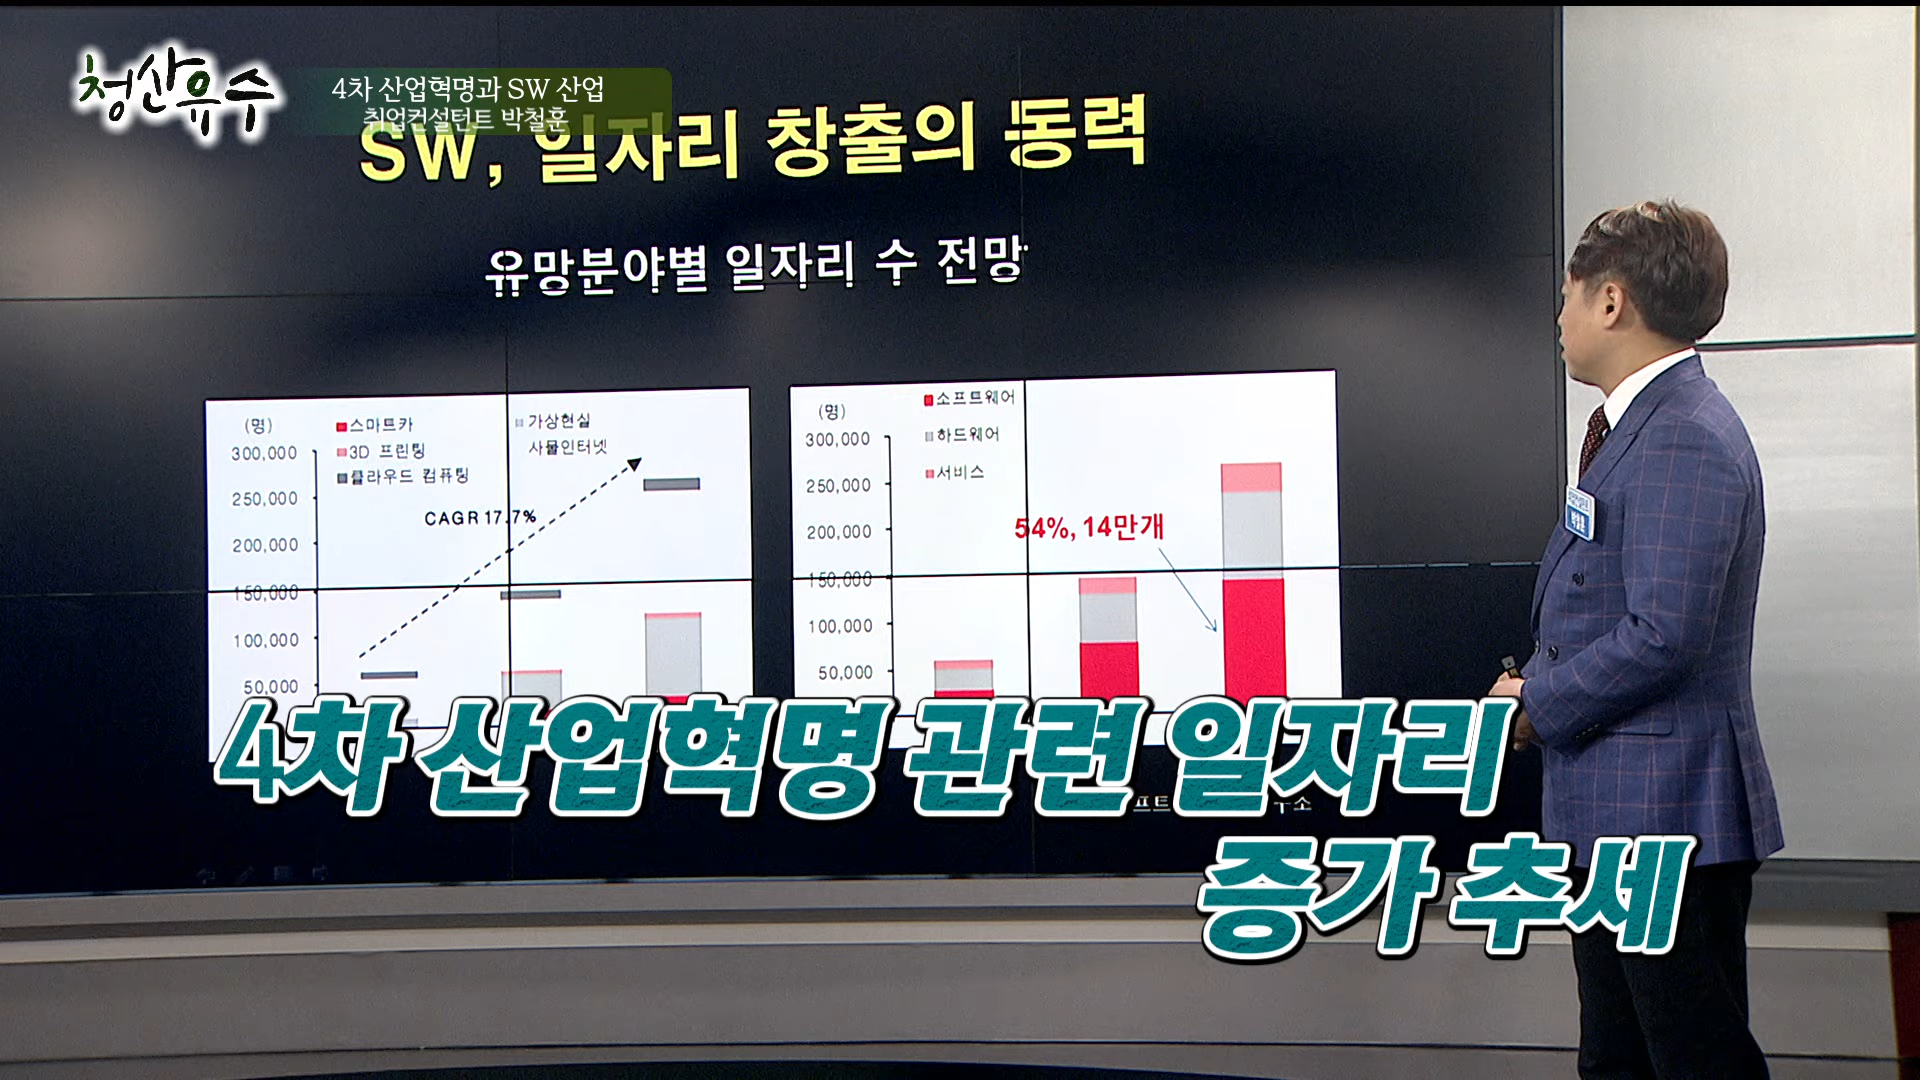 청산유수
4차 산업혁명과 SW 산업
취업컨설턴트 박철훈
SW, 일자리 창출의 동력
유망분야별 일자리 수 전망
(명)
스마트카
가상현실
3D 프린팅
사물인터넷
클라우드 컴퓨팅
300,000
250,000
200,000
150,000
100,000
50,000
CAGR 17.7%
(명)
소프트웨어
하드웨어
서비스
300,000
250,000
200,000
150,000
100,000
50,000
54%, 14만개
4차 산업혁명 관련 일자리
증가 추세